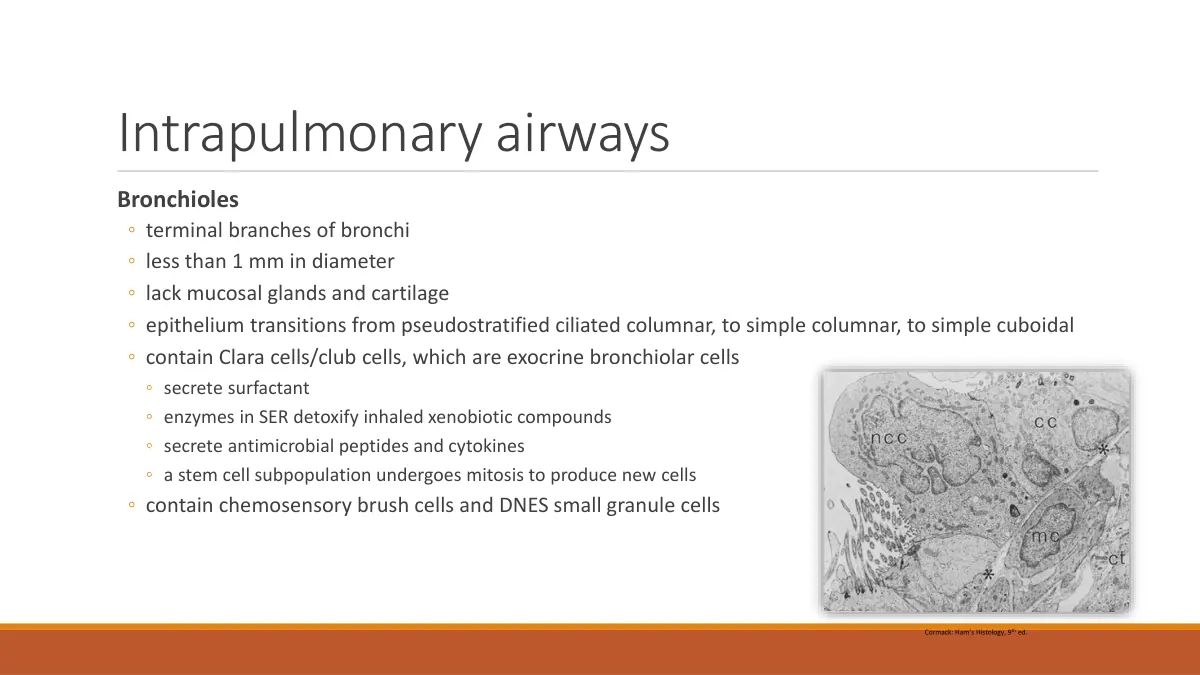 Intrapulmonary airways
Bronchioles
◦ terminal branches of bronchi
◦ less than 1 mm in diameter
◦ lack mucosal glands and cartilage
◦ epithelium transitions from pseudostratified ciliated columnar, to simple columnar, to simple cuboidal
◦ contain Clara cells/club cells, which are exocrine bronchiolar cells
◦ secrete surfactant
◦ enzymes in SER detoxify inhaled xenobiotic compounds
◦ secrete antimicrobial peptides and cytokines
◦ a stem cell subpopulation undergoes mitosis to produce new cells
◦ contain chemosensory brush cells and DNES small granule cells
cc
ncc
*
mc
ct
*
Cormack: Ham's Histology, 9th ed.